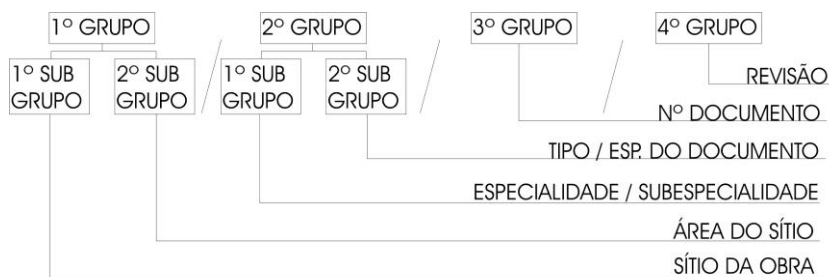 1º GRUPO
2º GRUPO
3º GRUPO
4º GRUPO
/
/
/
1º SUB
GRUPO
2º SUB
GRUPO
1º SUB
GRUPO
2º SUB
GRUPO
REVISÃO
Nº DOCUMENTO
TIPO / ESP. DO DOCUMENTO
ESPECIALIDADE / SUBESPECIALIDADE
ÁREA DO SÍTIO
SÍTIO DA OBRA